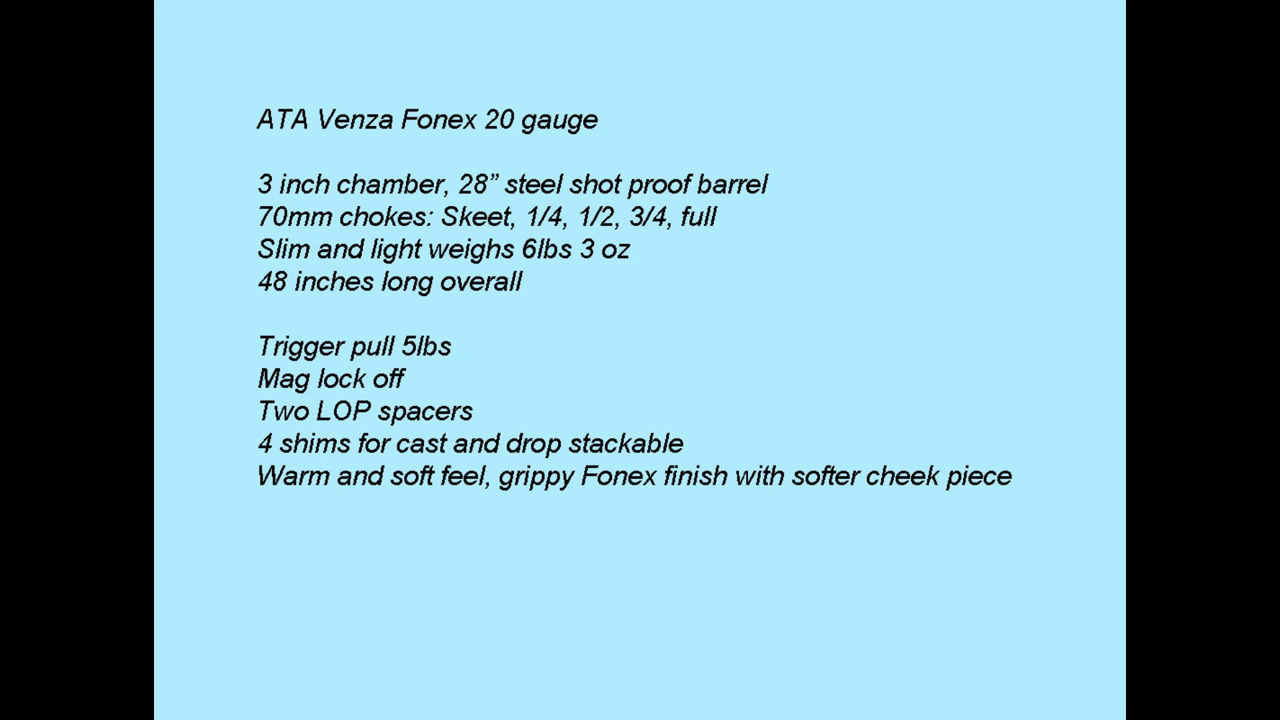 ATA Venza Fonex 20 gauge
3 inch chamber, 28” steel shot proof barrel
70mm chokes: Skeet, 1/4, 1/2, 3/4, full
Slim and light weighs 6lbs 3 oz
48 inches long overall
Trigger pull 5lbs
Mag lock off
Two LOP spacers
4 shims for cast and drop stackable
Warm and soft feel, grippy Fonex finish with softer cheek piece